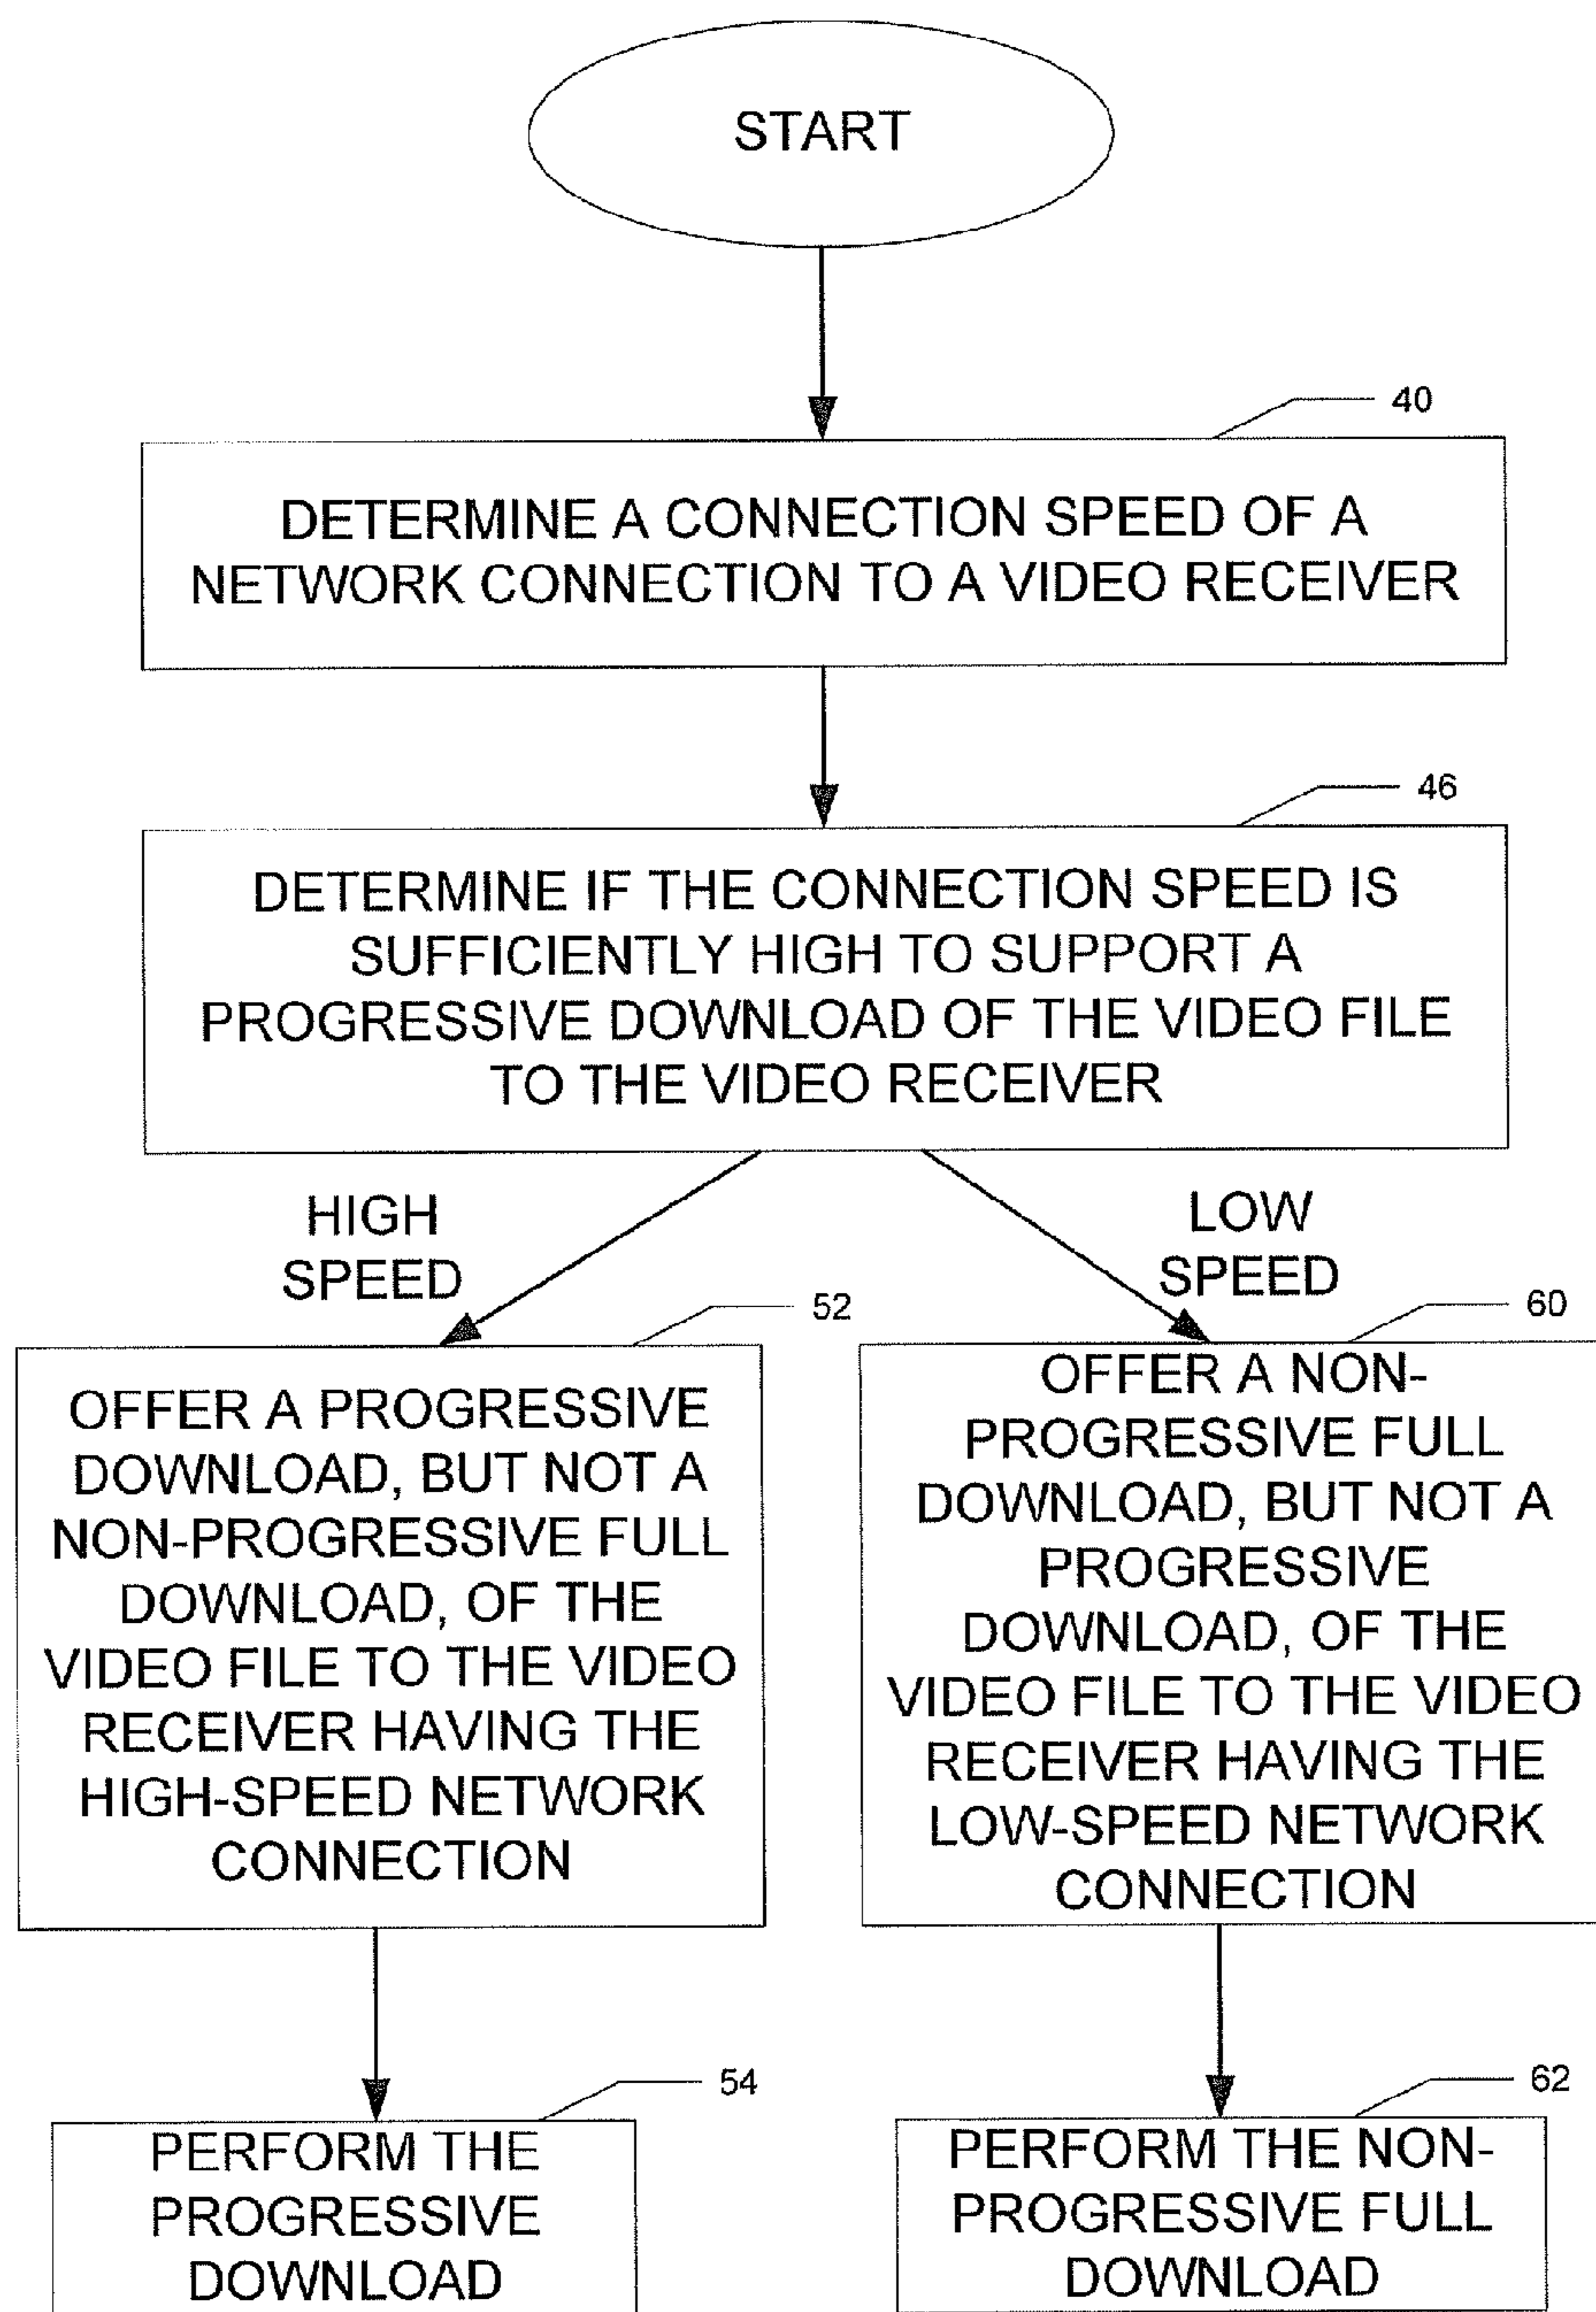 START
40
DETERMINE A CONNECTION SPEED OF A
NETWORK CONNECTION TO A VIDEO RECEIVER
46
DETERMINE IF THE CONNECTION SPEED IS
SUFFICIENTLY HIGH TO SUPPORT A
PROGRESSIVE DOWNLOAD OF THE VIDEO FILE
TO THE VIDEO RECEIVER
HIGH
SPEED
LOW
SPEED
52
OFFER A PROGRESSIVE
DOWNLOAD, BUT NOT A
NON-PROGRESSIVE FULL
DOWNLOAD, OF THE
VIDEO FILE TO THE VIDEO
RECEIVER HAVING THE
HIGH-SPEED NETWORK
CONNECTION
60
OFFER A NON-
PROGRESSIVE FULL
DOWNLOAD, BUT NOT A
PROGRESSIVE
DOWNLOAD, OF THE
VIDEO FILE TO THE VIDEO
RECEIVER HAVING THE
LOW-SPEED NETWORK
CONNECTION
54
PERFORM THE
PROGRESSIVE
DOWNLOAD
62
PERFORM THE NON-
PROGRESSIVE FULL
DOWNLOAD